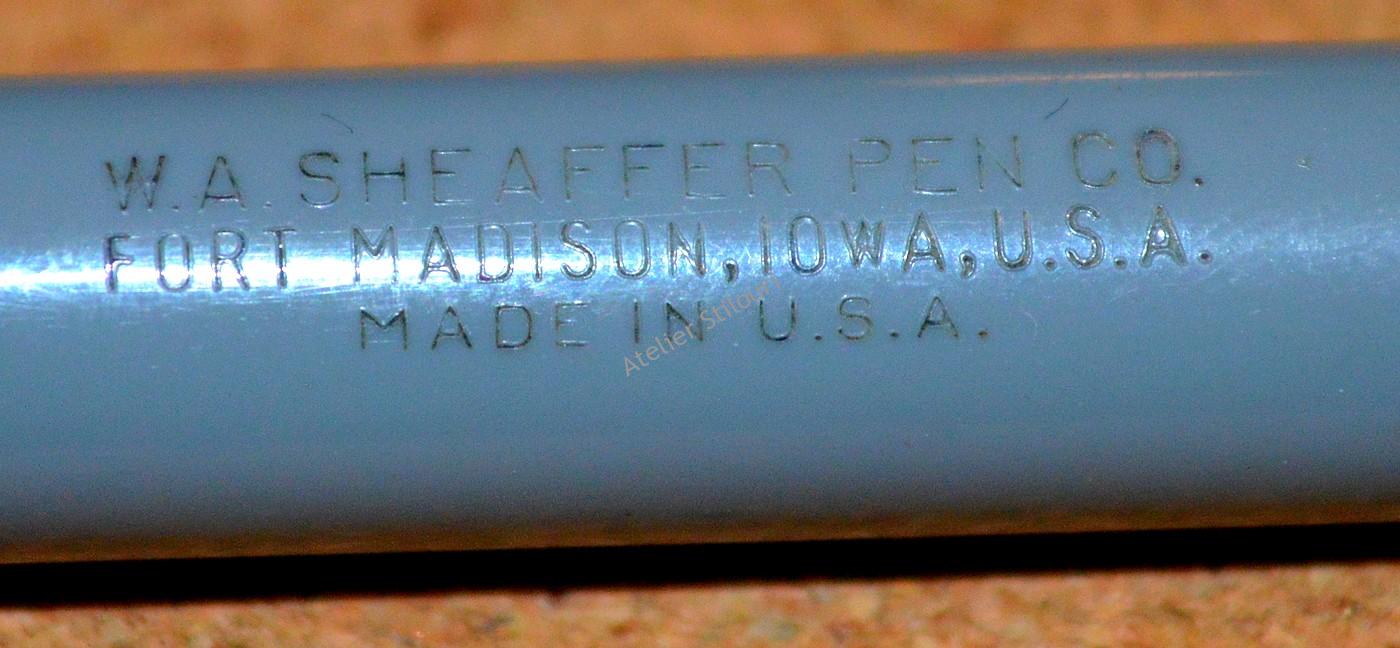 W.A. SHEAFFER PEN CO.
FORT MADISON, IOWA, U.S.A.
MADE IN U.S.A.
Atelier Stilouri